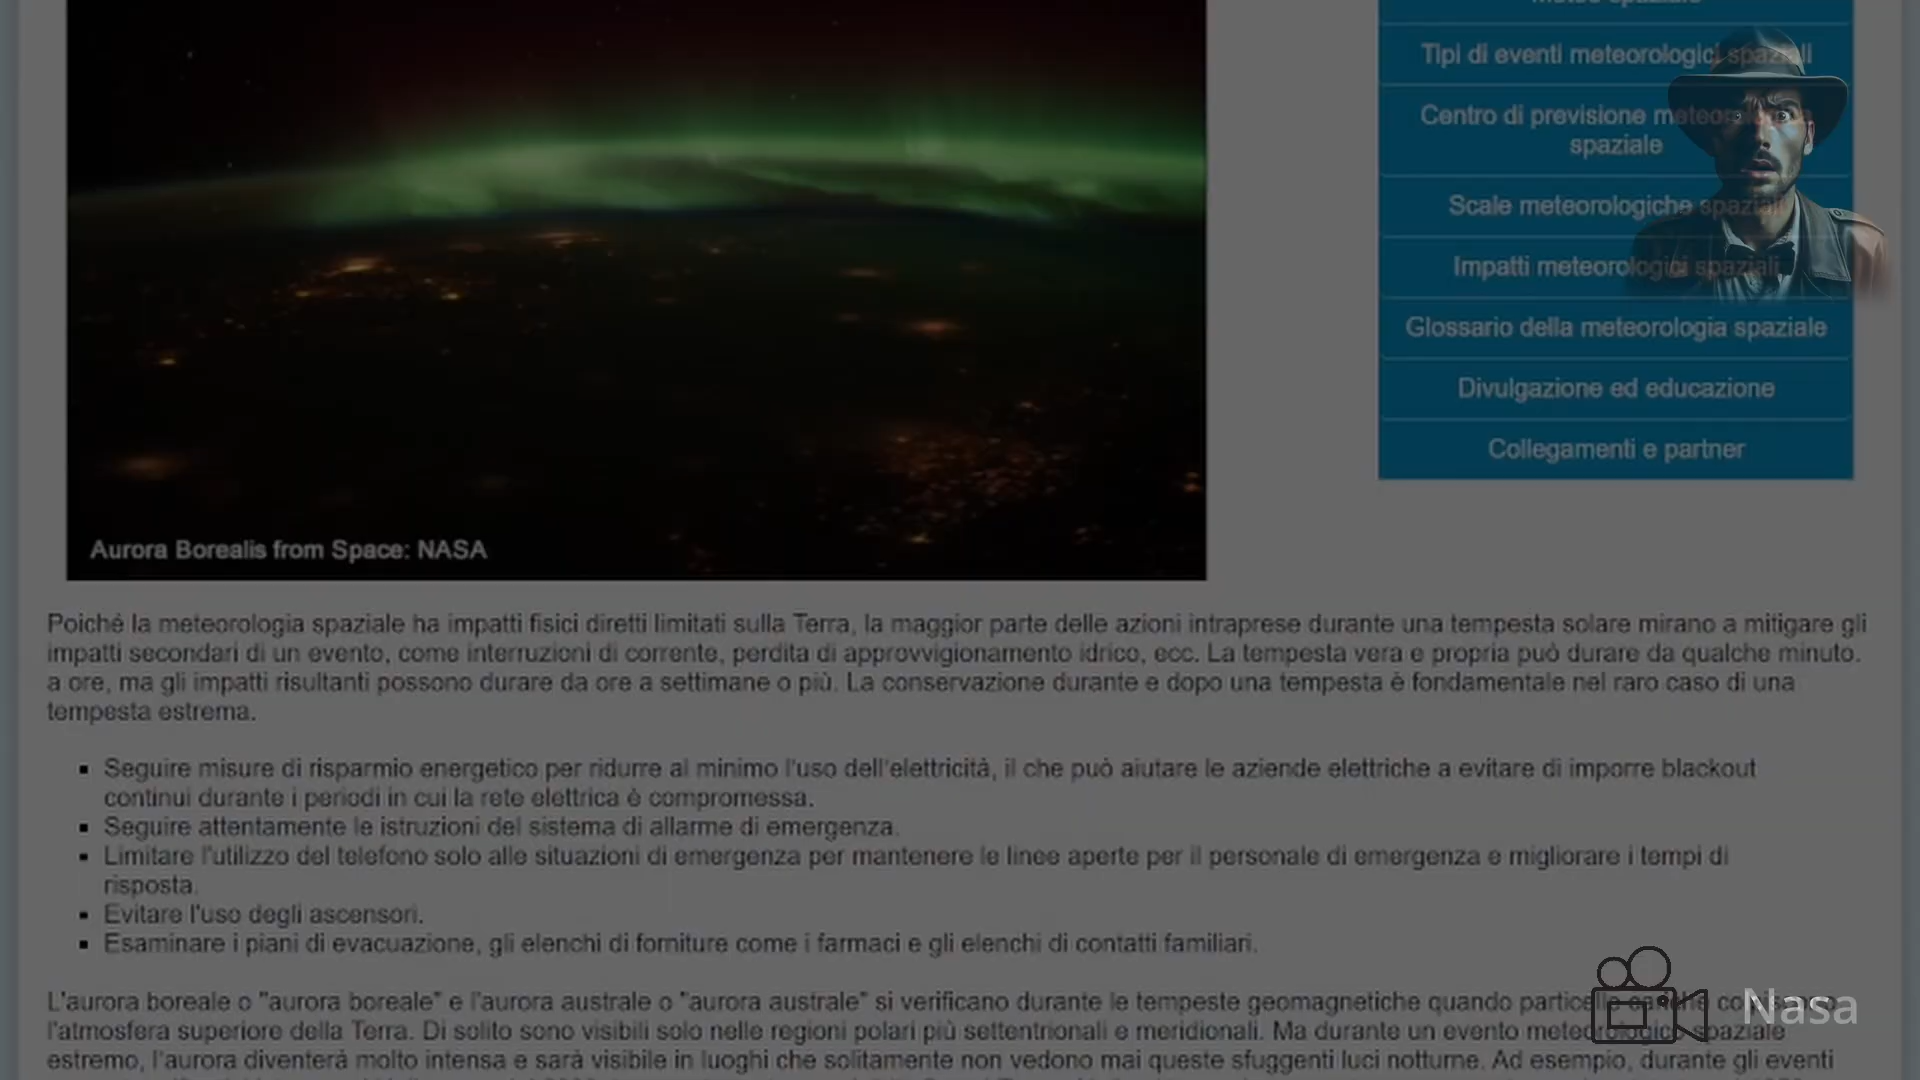 Tipi di eventi meteorologici spaziali
Centro di previsione meteorologica
spaziale
Scale meteorologiche spaziali
Impatti meteorologici spaziali
Glossario della meteorologia spaziale
Divulgazione ed educazione
Collegamenti e partner
Aurora Borealis from Space: NASA
Poiché la meteorologia spaziale ha impatti fisici diretti limitati sulla Terra, la maggior parte delle azioni intraprese durante una tempesta solare mirano a mitigare gli
impatti secondari di un evento, come interruzioni di corrente, perdita di approvvigionamento idrico, ecc. La tempesta vera e propria può durare da qualche minuto.
a ore, ma gli impatti risultanti possono durare da ore a settimane o più. La conservazione durante e dopo una tempesta è fondamentale nel raro caso di una
tempesta estrema.
Seguire misure di risparmio energetico per ridurre al minimo l'uso dell'elettricità, il che può aiutare le aziende elettriche a evitare di imporre blackout
continui durante i periodi in cui la rete elettrica è compromessa.
Seguire attentamente le istruzioni del sistema di allarme di emergenza.
Limitare l'utilizzo del telefono solo alle situazioni di emergenza per mantenere le linee aperte per il personale di emergenza e migliorare i tempi di
risposta.
Evitare l'uso degli ascensori.
Esaminare i piani di evacuazione, gli elenchi di forniture come i farmaci e gli elenchi di contatti familiari.
L'aurora boreale o "aurora boreale" e l'aurora australe o "aurora australe" si verificano durante le tempeste geomagnetiche quando particelle
l'atmosfera superiore della Terra. Di solito sono visibili solo nelle regioni polari più settentrionali e meridionali. Ma durante un evento meteorologico spaziale
estremo, l'aurora diventerà molto intensa e sarà visibile in luoghi che solitamente non vedono mai queste sfuggenti luci notturne. Ad esempio, durante gli eventi
Nasa